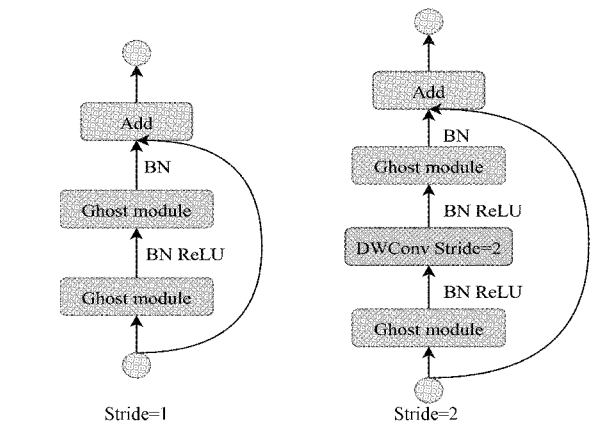 Add
BN
Ghost module
BN ReLU
Ghost module
Stride=1
Add
BN
Ghost module
BN ReLU
DWConv Stride=2
BN ReLU
Ghost module
Stride=2